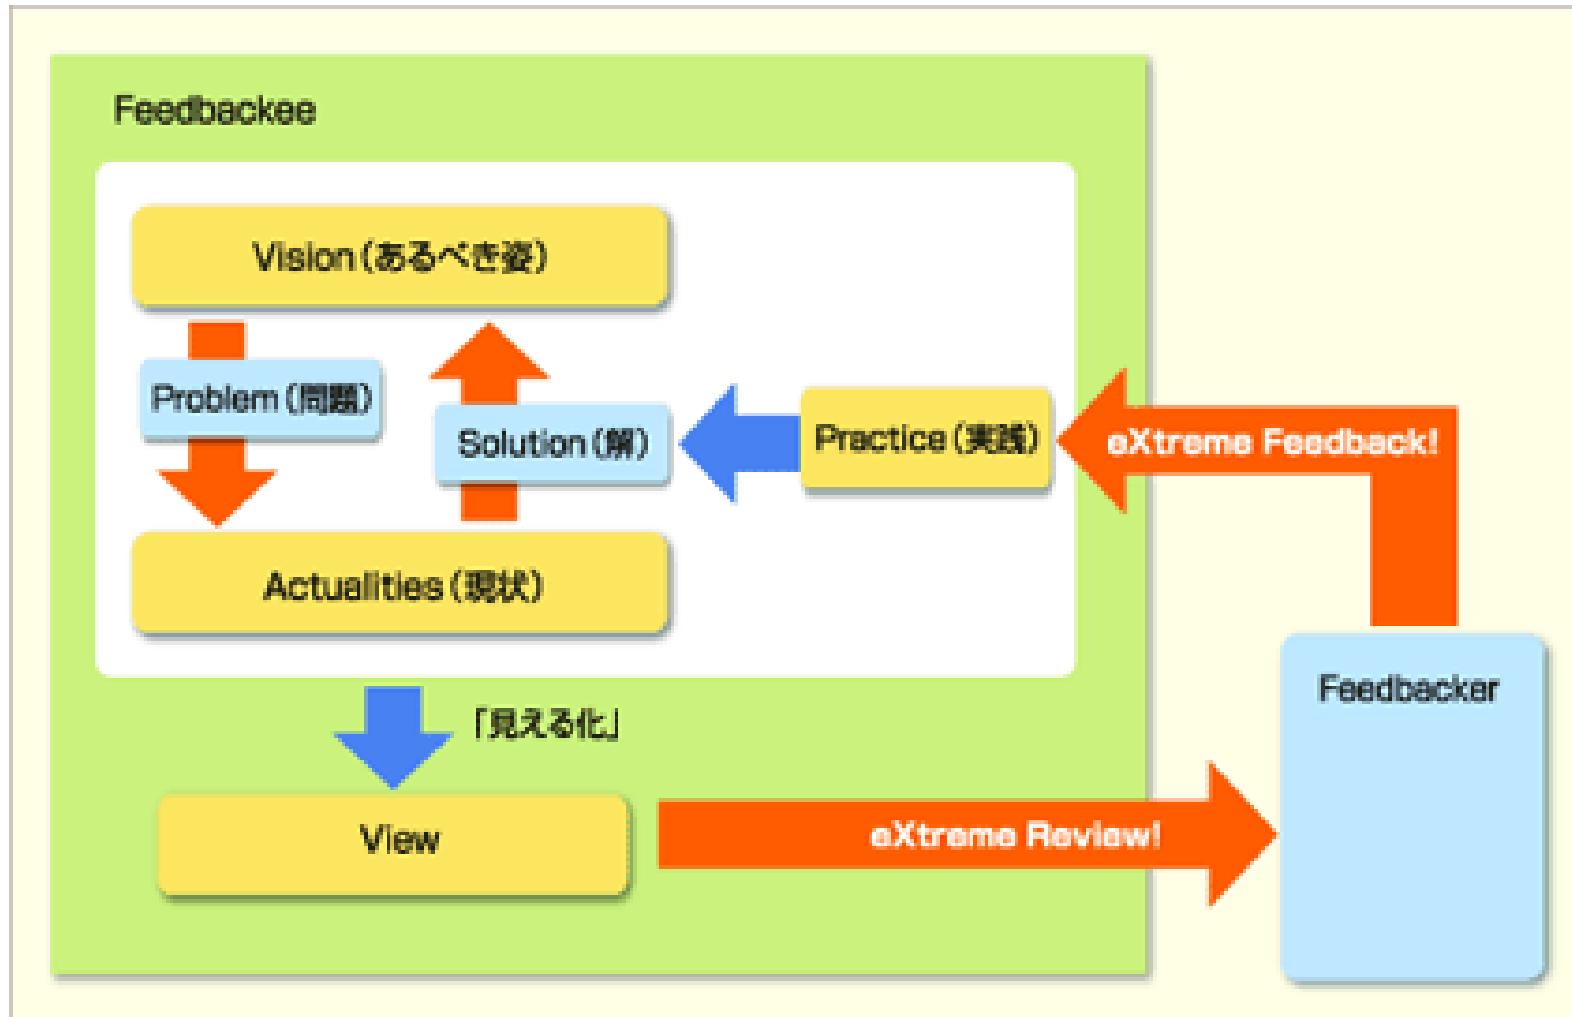 Feedbackee
Vision（あるべき姿）
Problem（問題）
Solution（解）
Practice（実践）
eXtreme Feedback!
Actualities（現状）
Feedbacker
「見える化」
View
eXtreme Review!